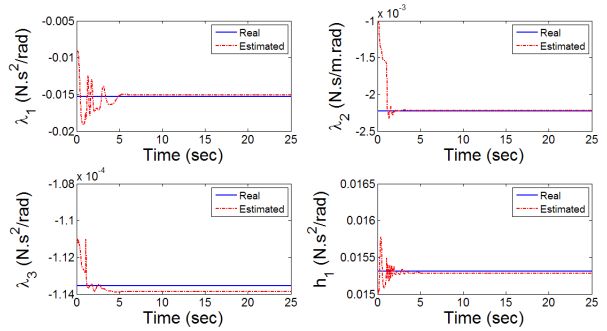 -0.005
-0.01
-0.015
-0.02
λ1 (N.s2/rad)
Real
Estimated
0 5 10 15 20 25
Time (sec)
x 10-3
-1
-1.5
-2
-2.5
λ2 (N.s/m.rad)
Real
Estimated
0 5 10 15 20 25
Time (sec)
x 10-4
-1.08
-1.1
-1.12
-1.14
λ3 (N.s2/rad)
Real
Estimated
0 5 10 15 20 25
Time (sec)
0.0165
0.016
0.0155
0.015
h1 (N.s2/rad)
Real
Estimated
0 5 10 15 20 25
Time (sec)